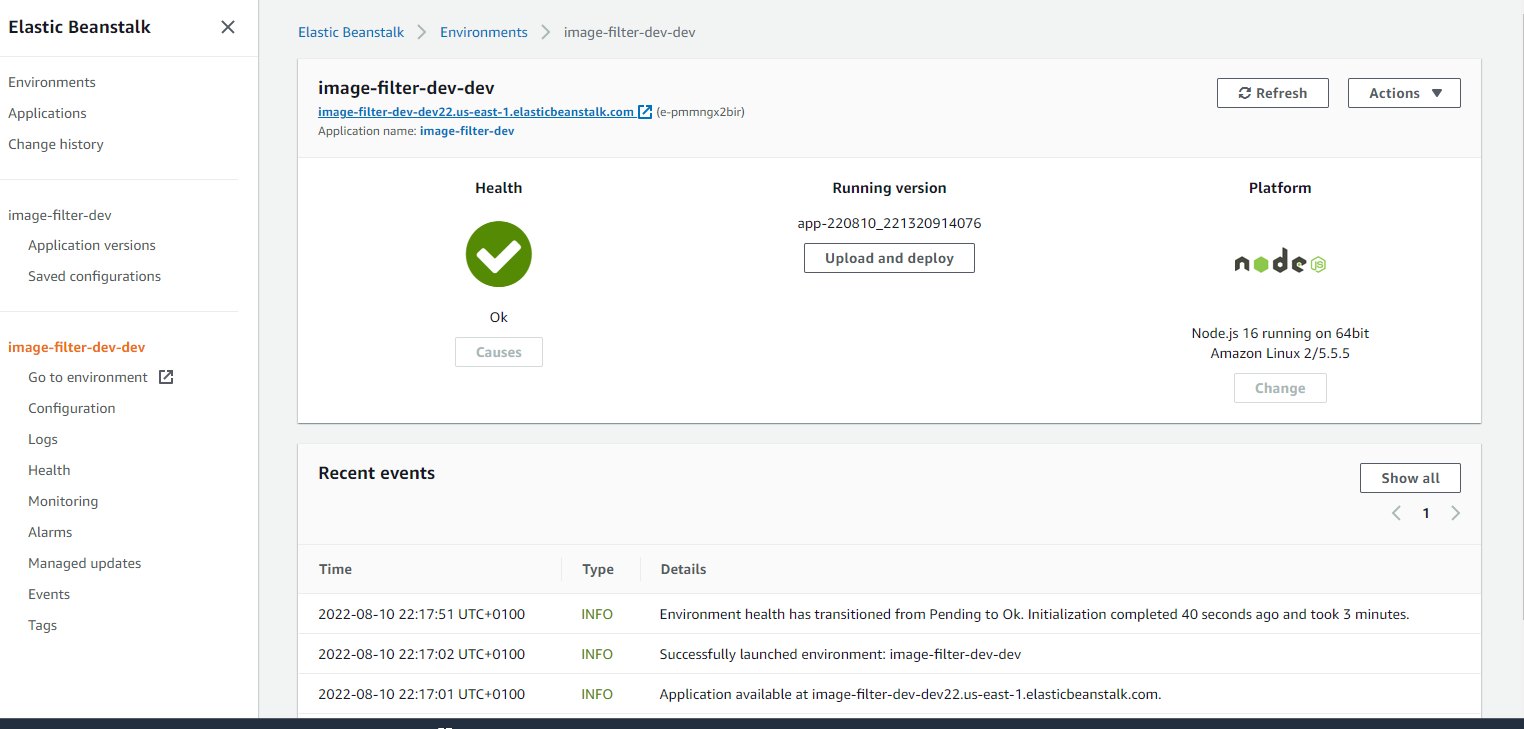 Elastic Beanstalk
Environments
Applications
Change history
image-filter-dev
Application versions
Saved configurations
image-filter-dev-dev
Go to environment
Configuration
Logs
Health
Monitoring
Alarms
Managed updates
Events
Tags
Elastic Beanstalk Environments image-filter-dev-dev
image-filter-dev-dev
image-filter-dev-dev22.us-east-1.elasticbeanstalk.com (e-pmmngx2bir)
Application name: image-filter-dev
Refresh Actions
Health
Ok
Causes
Running version
app-220810_221320914076
Upload and deploy
Platform
node JS
Node.js 16 running on 64bit
Amazon Linux 2/5.5.5
Change
Recent events
Show all
1
Time Type Details
2022-08-10 22:17:51 UTC+0100 INFO Environment health has transitioned from Pending to Ok. Initialization completed 40 seconds ago and took 3 minutes.
2022-08-10 22:17:02 UTC+0100 INFO Successfully launched environment: image-filter-dev-dev
2022-08-10 22:17:01 UTC+0100 INFO Application available at image-filter-dev-dev22.us-east-1.elasticbeanstalk.com.